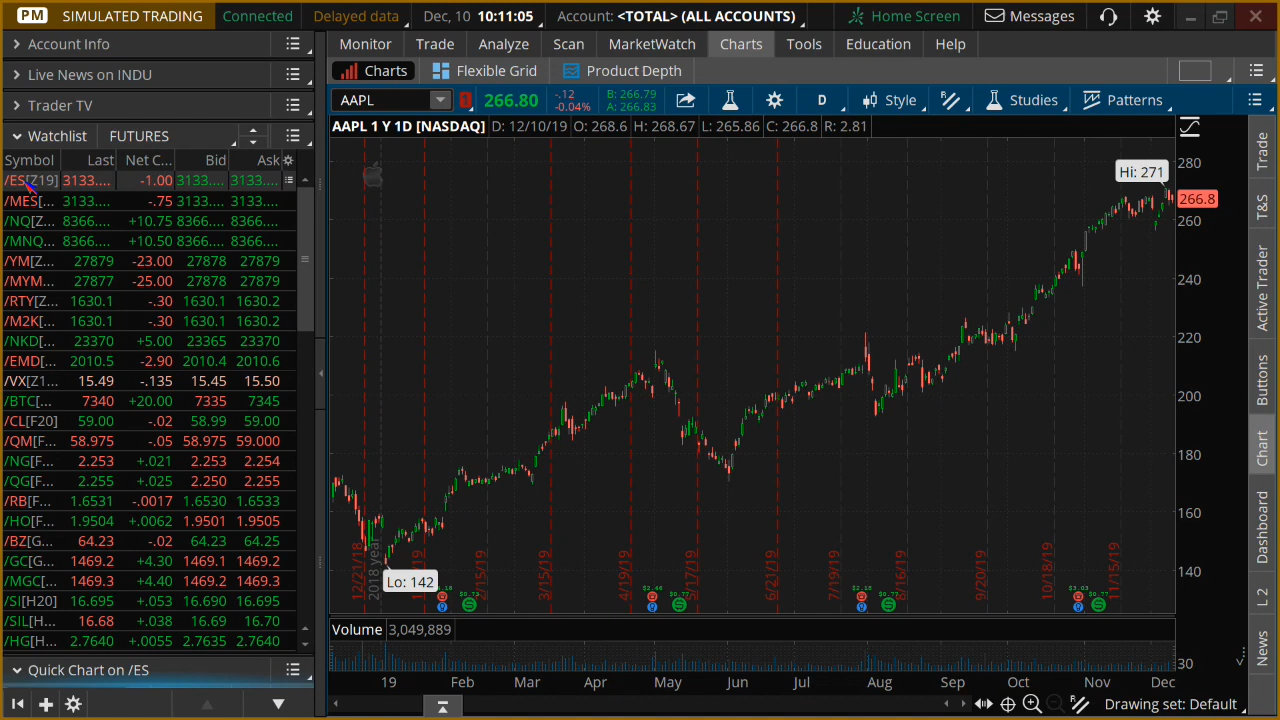 PM SIMULATED TRADING Connected Delayed data Dec, 10 10:11:05 Account: <TOTAL> (ALL ACCOUNTS) Home Screen Messages
Account Info
Live News on INDU
Trader TV
Watchlist FUTURES
Symbol Last Net C... Bid Ask
/ES[Z19] 3133.... -1.00 3133.... 3133....
/MES[... 3133.... -.75 3133.... 3133....
/NQ[Z... 8366.... +10.75 8366.... 8366....
/MNQ... 8366.... +10.50 8366.... 8366....
/YM[Z... 27879 -23.00 27878 27879
/MYM... 27877 -25.00 27878 27879
/RTY[Z... 1630.1 -.30 1630.1 1630.2
/M2K[... 1630.1 -.30 1630.1 1630.2
/NKD[... 23370 +5.00 23365 23370
/EMD[... 2010.5 -2.90 2010.4 2010.6
/VX[Z1... 15.49 -.135 15.45 15.50
/BTC[... 7340 +20.00 7335 7345
/CL[F20] 59.00 -.02 58.99 59.00
/QM[F... 58.975 -.05 58.975 59.000
/NG[F... 2.253 +.021 2.253 2.254
/QG[F... 2.255 +.025 2.250 2.255
/RB[F... 1.6531 -.0017 1.6530 1.6533
/HO[F... 1.9504 +.0062 1.9501 1.9505
/BZ[G... 64.23 -.02 64.23 64.25
/GC[G... 1469.2 +4.30 1469.1 1469.2
/MGC[... 1469.3 +4.40 1469.2 1469.3
/SI[H20] 16.695 +.053 16.690 16.695
/SIL[H... 16.68 +.038 16.69 16.70
/HG[H... 2.7640 +.0055 2.7635 2.7640
Quick Chart on /ES
Monitor Trade Analyze Scan MarketWatch Charts Tools Education Help
Charts Flexible Grid Product Depth
AAPL 1 266.80 -.12 -0.04% B: 266.79 A: 266.83 D Style Studies Patterns
AAPL 1 Y 1D [NASDAQ] D: 12/10/19 O: 268.6 H: 268.67 L: 265.86 C: 266.8 R: 2.81
280
Hi: 271
266.8
260
240
220
200
180
160
140
Lo: 142
12/21/18 2018 year 2/15/19 3/15/19 4/19/19 5/17/19 6/21/19 8/16/19 9/20/19 10/18/19 11/15/19
Volume 3,049,889
30
19 Feb Mar Apr May Jun Jul Aug Sep Oct Nov Dec
Drawing set: Default
Trade
T&S
Active Trader
Buttons
Chart
Dashboard
L 2
News